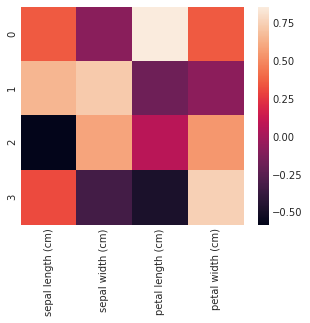 0
1
2
3
sepal length (cm)
sepal width (cm)
petal length (cm)
petal width (cm)
0.75
0.50
0.25
0.00
−0.25
−0.50